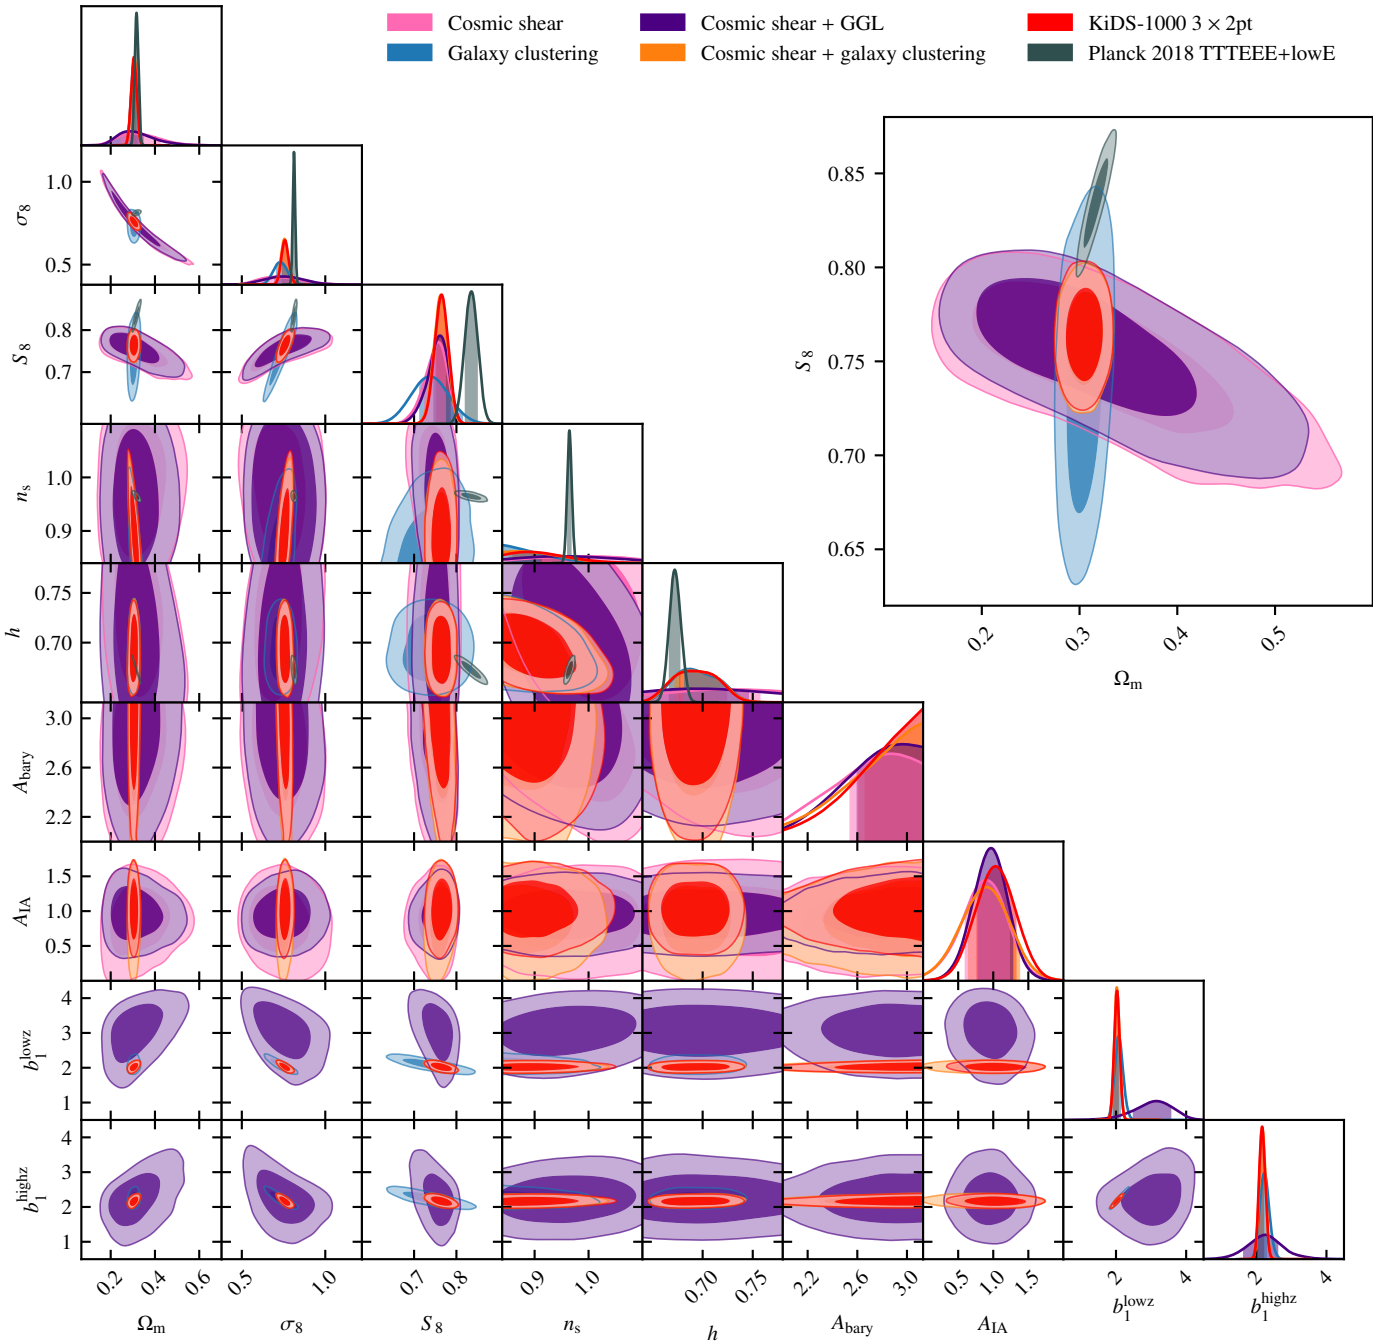 Cosmic shear
Galaxy clustering
Cosmic shear + GGL
Cosmic shear + galaxy clustering
KiDS-1000 3 × 2pt
Planck 2018 TTTEEE+lowE
1.0
0.5
σ8
0.8
0.7
S8
1.0
0.9
ns
0.75
0.70
h
3.0
2.6
2.2
Abary
1.5
1.0
0.5
AIA
4
3
2
1
b1lowz
4
3
2
1
b1highz
0.2 0.4 0.6
Ωm
0.5 1.0
σ8
0.7 0.8
S8
0.9 1.0
ns
0.70 0.75
h
2.2 2.6 3.0
Abary
0.5 1.0 1.5
AIA
2 4
b1lowz
2 4
b1highz
0.85
0.80
0.75
0.70
0.65
S8
0.2 0.3 0.4 0.5
Ωm